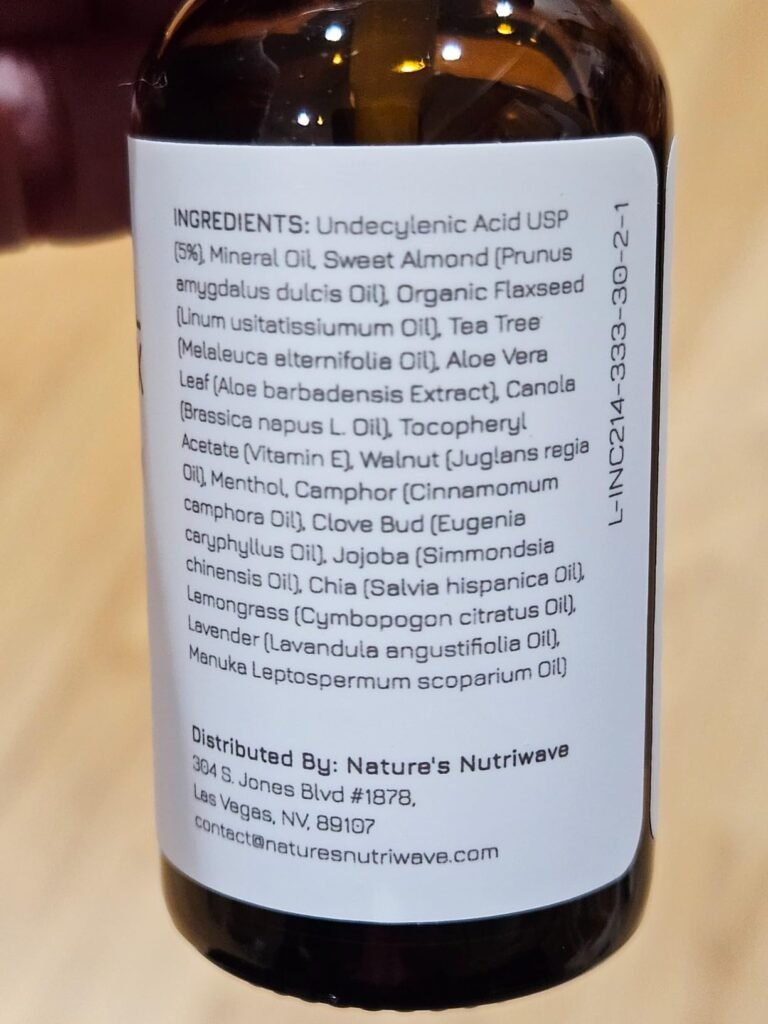 INGREDIENTS: Undecylenic Acid USP
(5%), Mineral Oil, Sweet Almond (Prunus
amygdalus dulcis Oil), Organic Flaxseed
(Linum usitatissiumum Oil), Tea Tree
(Melaleuca alternifolia Oil), Aloe Vera
Leaf (Aloe barbadensis Extract), Canola
(Brassica napus L. Oil), Tocopheryl
Acetate (Vitamin E), Walnut (Juglans regia
Oil), Menthol, Camphor (Cinnamomum
camphora Oil), Clove Bud (Eugenia
caryphyllus Oil), Jojoba (Simmondsia
chinensis Oil), Chia (Salvia hispanica Oil),
Lemongrass (Cymbopogon citratus Oil),
Lavender (Lavandula angustifiolia Oil),
Manuka Leptospermum scoparium Oil)
Distributed By: Nature's Nutriwave
304 S. Jones Blvd #1878,
Las Vegas, NV, 89107
contact@naturesnutriwave.com
L-INC214-333-30-2-1